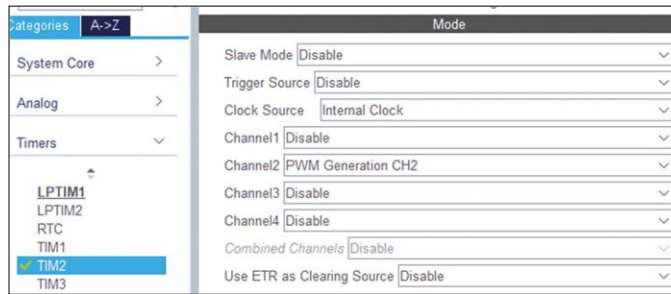 Categories A->Z
System Core
Analog
Timers
LPTIM1
LPTIM2
RTC
TIM1
TIM2
TIM3
Mode
Slave Mode Disable
Trigger Source Disable
Clock Source Internal Clock
Channel1 Disable
Channel2 PWM Generation CH2
Channel3 Disable
Channel4 Disable
Combined Channels Disable
Use ETR as Clearing Source Disable